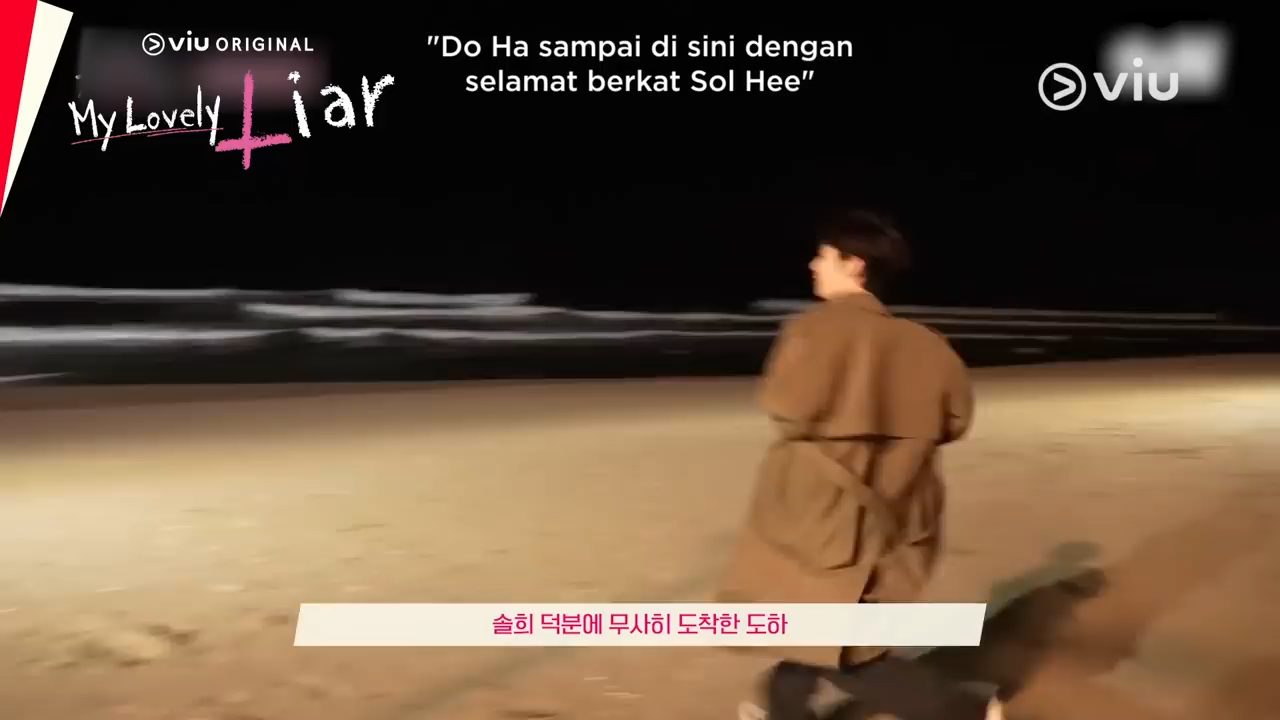 viu ORIGINAL
My Lovely Liar
"Do Ha sampai di sini dengan
selamat berkat Sol Hee"
viu
솔희 덕분에 무사히 도착한 도하